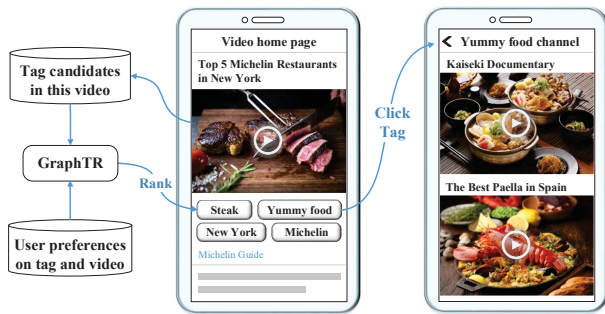 Tag candidates
in this video
GraphTR
User preferences
on tag and video
Rank
Video home page
Top 5 Michelin Restaurants
in New York
Steak
Yummy food
New York
Michelin
Michelin Guide
Click
Tag
Yummy food channel
Kaiseki Documentary
The Best Paella in Spain